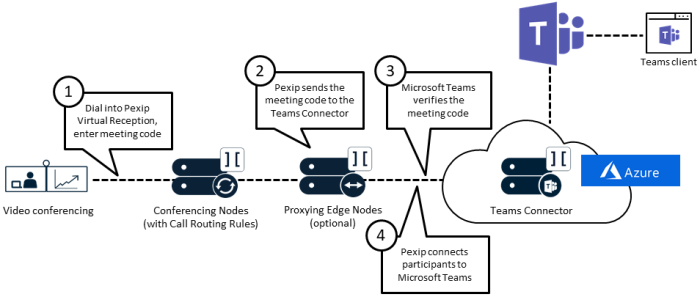 T
Teams client
1
Dial into Pexip
Virtual Reception,
enter meeting code
2
Pexip sends the
meeting code to the
Teams Connector
3
Microsoft Teams
verifies the
meeting code
Azure
Video conferencing
Conferencing Nodes
(with Call Routing Rules)
Proxying Edge Nodes
(optional)
Teams Connector
4
Pexip connects
participants to
Microsoft Teams